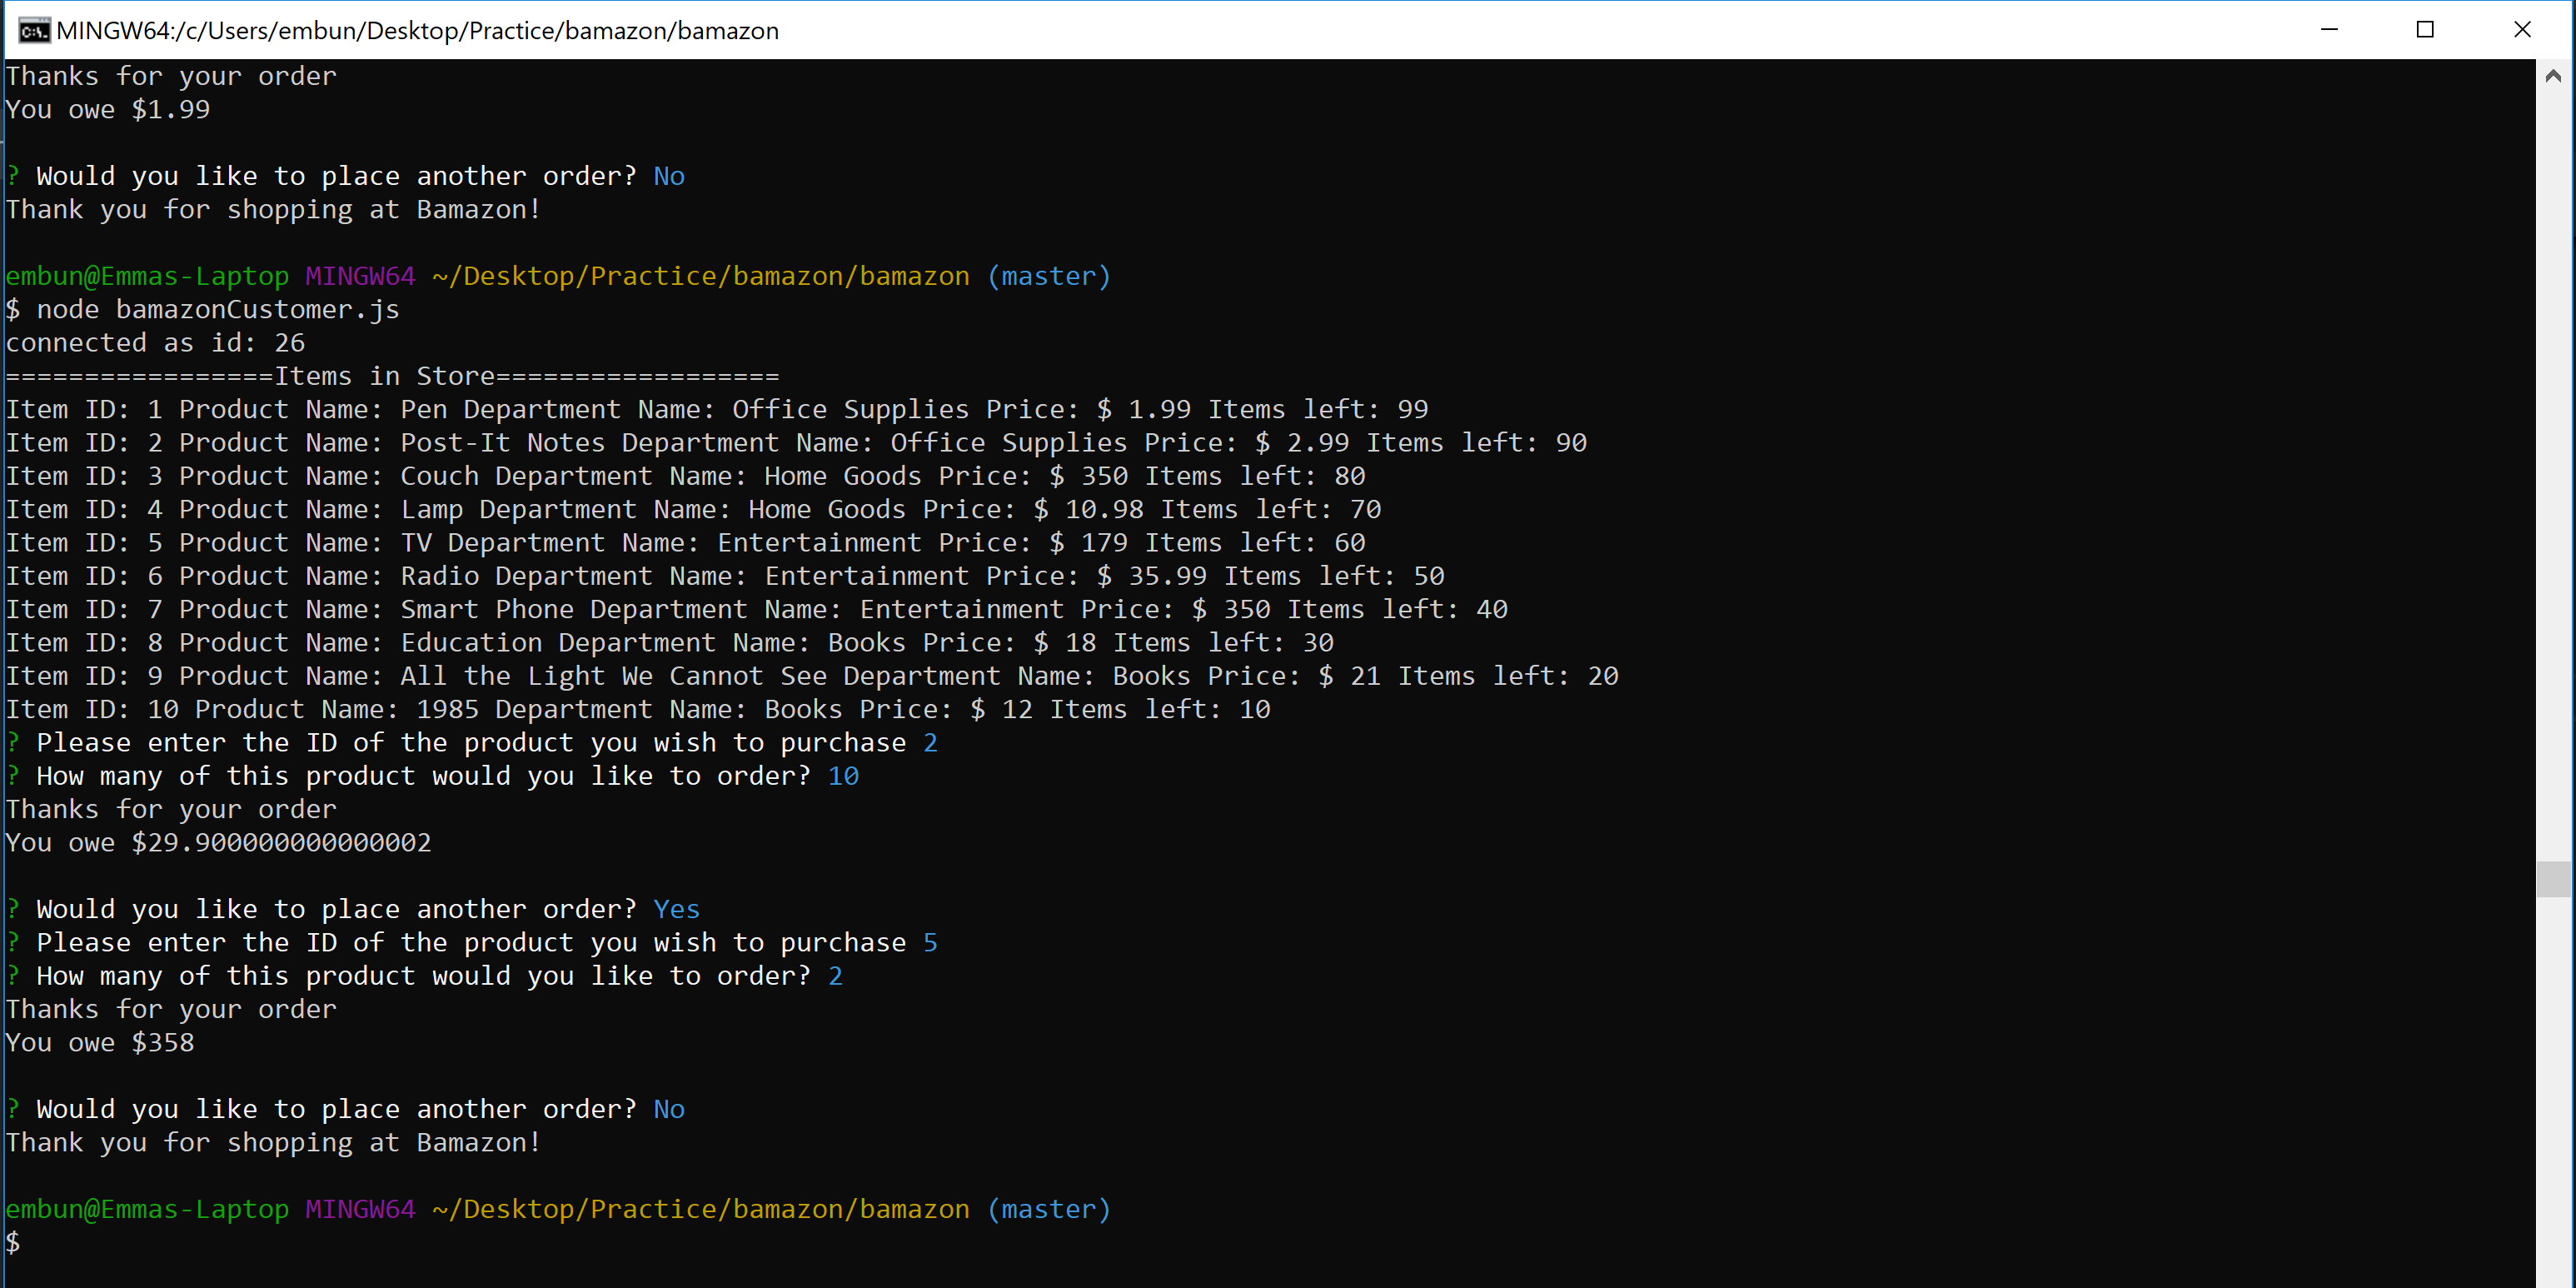 MINGW64:/c/Users/embun/Desktop/Practice/bamazon/bamazon
Thanks for your order
You owe $1.99
? Would you like to place another order? No
Thank you for shopping at Bamazon!
embun@Emmas-Laptop MINGW64 ~/Desktop/Practice/bamazon/bamazon (master)
$ node bamazonCustomer.js
connected as id: 26
=================Items in Store==================
Item ID: 1 Product Name: Pen Department Name: Office Supplies Price: $ 1.99 Items left: 99
Item ID: 2 Product Name: Post-It Notes Department Name: Office Supplies Price: $ 2.99 Items left: 90
Item ID: 3 Product Name: Couch Department Name: Home Goods Price: $ 350 Items left: 80
Item ID: 4 Product Name: Lamp Department Name: Home Goods Price: $ 10.98 Items left: 70
Item ID: 5 Product Name: TV Department Name: Entertainment Price: $ 179 Items left: 60
Item ID: 6 Product Name: Radio Department Name: Entertainment Price: $ 35.99 Items left: 50
Item ID: 7 Product Name: Smart Phone Department Name: Entertainment Price: $ 350 Items left: 40
Item ID: 8 Product Name: Education Department Name: Books Price: $ 18 Items left: 30
Item ID: 9 Product Name: All the Light We Cannot See Department Name: Books Price: $ 21 Items left: 20
Item ID: 10 Product Name: 1985 Department Name: Books Price: $ 12 Items left: 10
? Please enter the ID of the product you wish to purchase 2
? How many of this product would you like to order? 10
Thanks for your order
You owe $29.900000000000002
? Would you like to place another order? Yes
? Please enter the ID of the product you wish to purchase 5
? How many of this product would you like to order? 2
Thanks for your order
You owe $358
? Would you like to place another order? No
Thank you for shopping at Bamazon!
embun@Emmas-Laptop MINGW64 ~/Desktop/Practice/bamazon/bamazon (master)
$